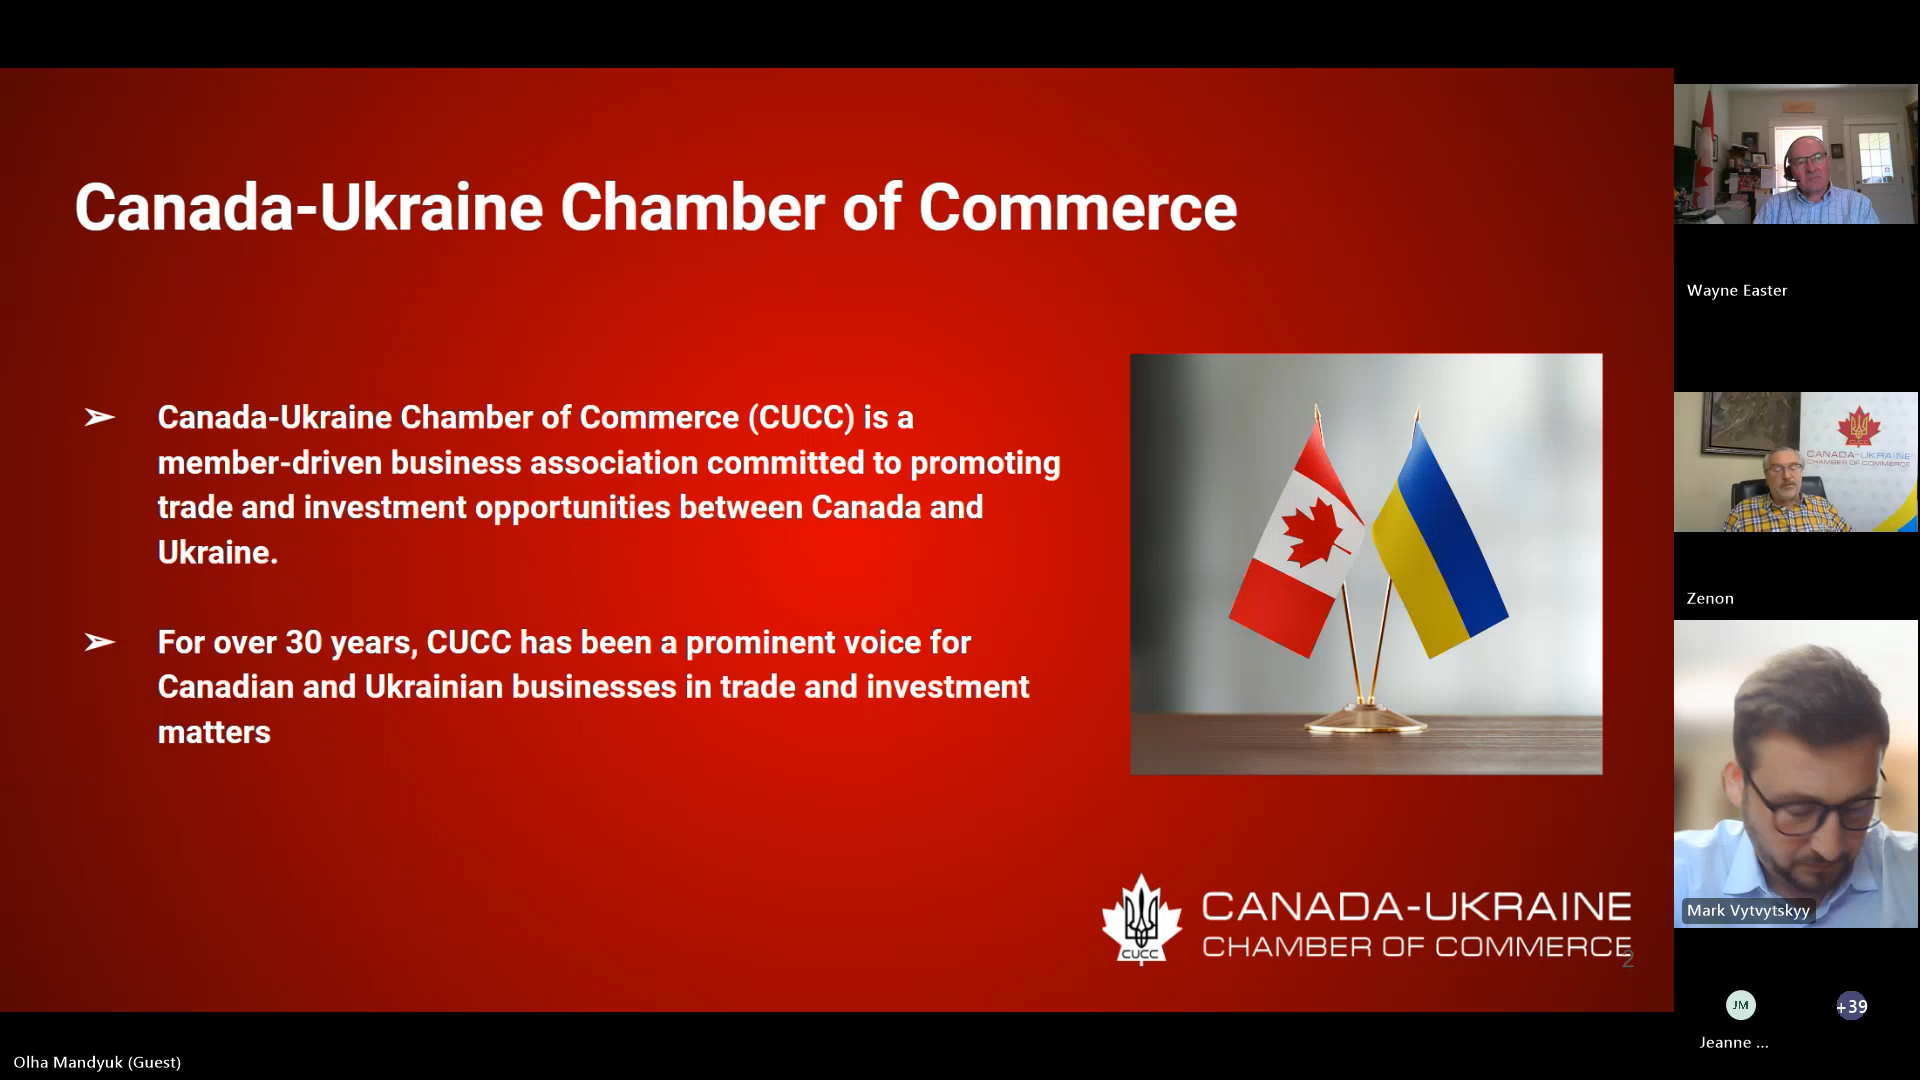 Canada-Ukraine Chamber of Commerce
➢ Canada-Ukraine Chamber of Commerce (CUCC) is a
member-driven business association committed to promoting
trade and investment opportunities between Canada and
Ukraine.
➢ For over 30 years, CUCC has been a prominent voice for
Canadian and Ukrainian businesses in trade and investment
matters
CUCC
CANADA-UKRAINE
CHAMBER OF COMMERCE
2
Wayne Easter
CANADA-UKRAINE
CHAMBER OF COMMERCE
Zenon
Mark Vytvytskyy
JM
+39
Jeanne ...
Olha Mandyuk (Guest)